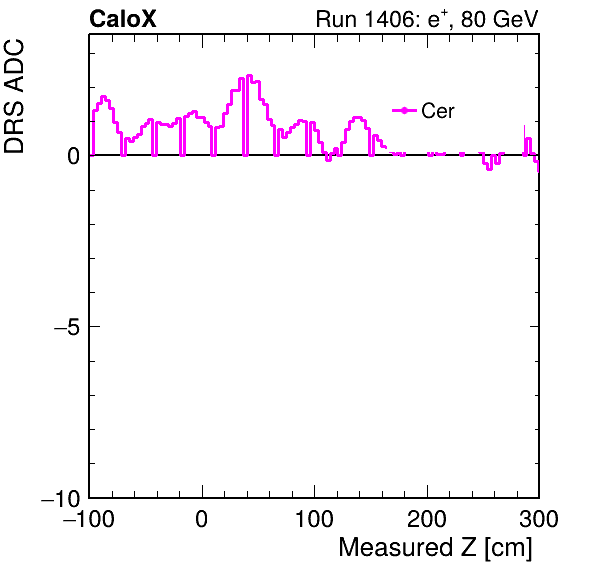 CaloX Run 1406: e⁺, 80 GeV
DRS ADC
Cer
0
−5
−10
−100 0 100 200 300
Measured Z [cm]